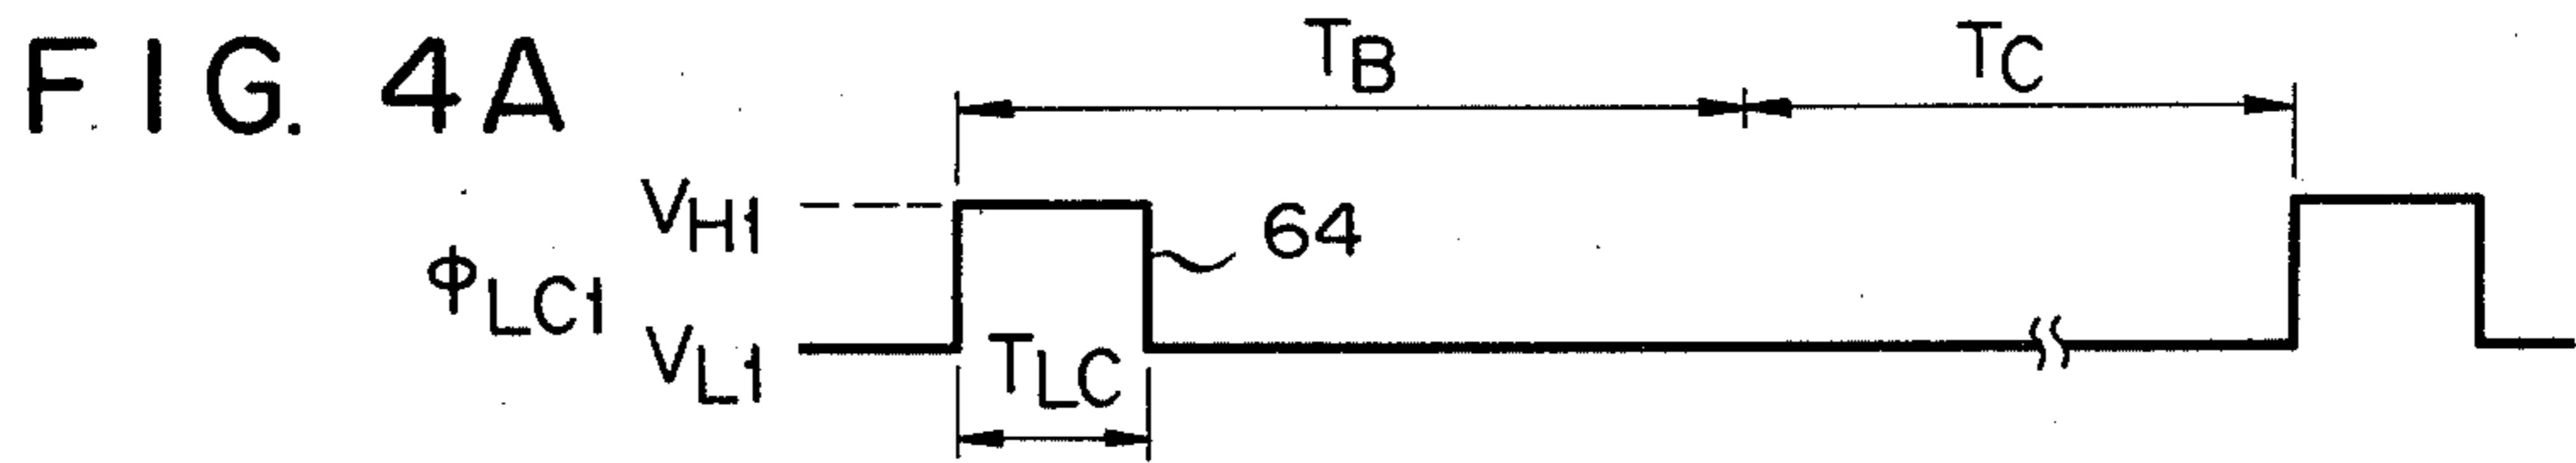 FIG. 4A
TB
TC
VH1
64
φLC1
VL1
TLC